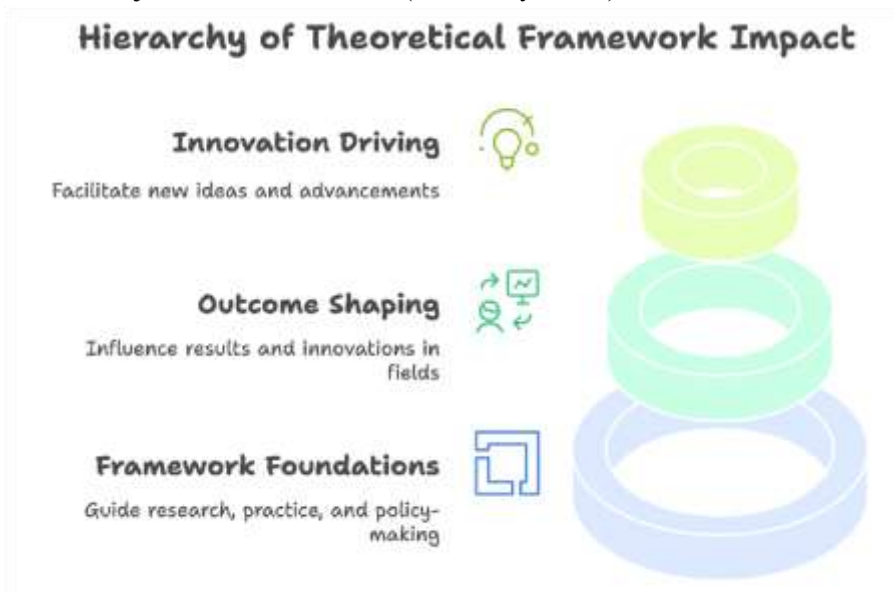 Hierarchy of Theoretical Framework Impact
Innovation Driving
Facilitate new ideas and advancements
Outcome Shaping
Influence results and innovations in
fields
Framework Foundations
Guide research, practice, and policy-
making